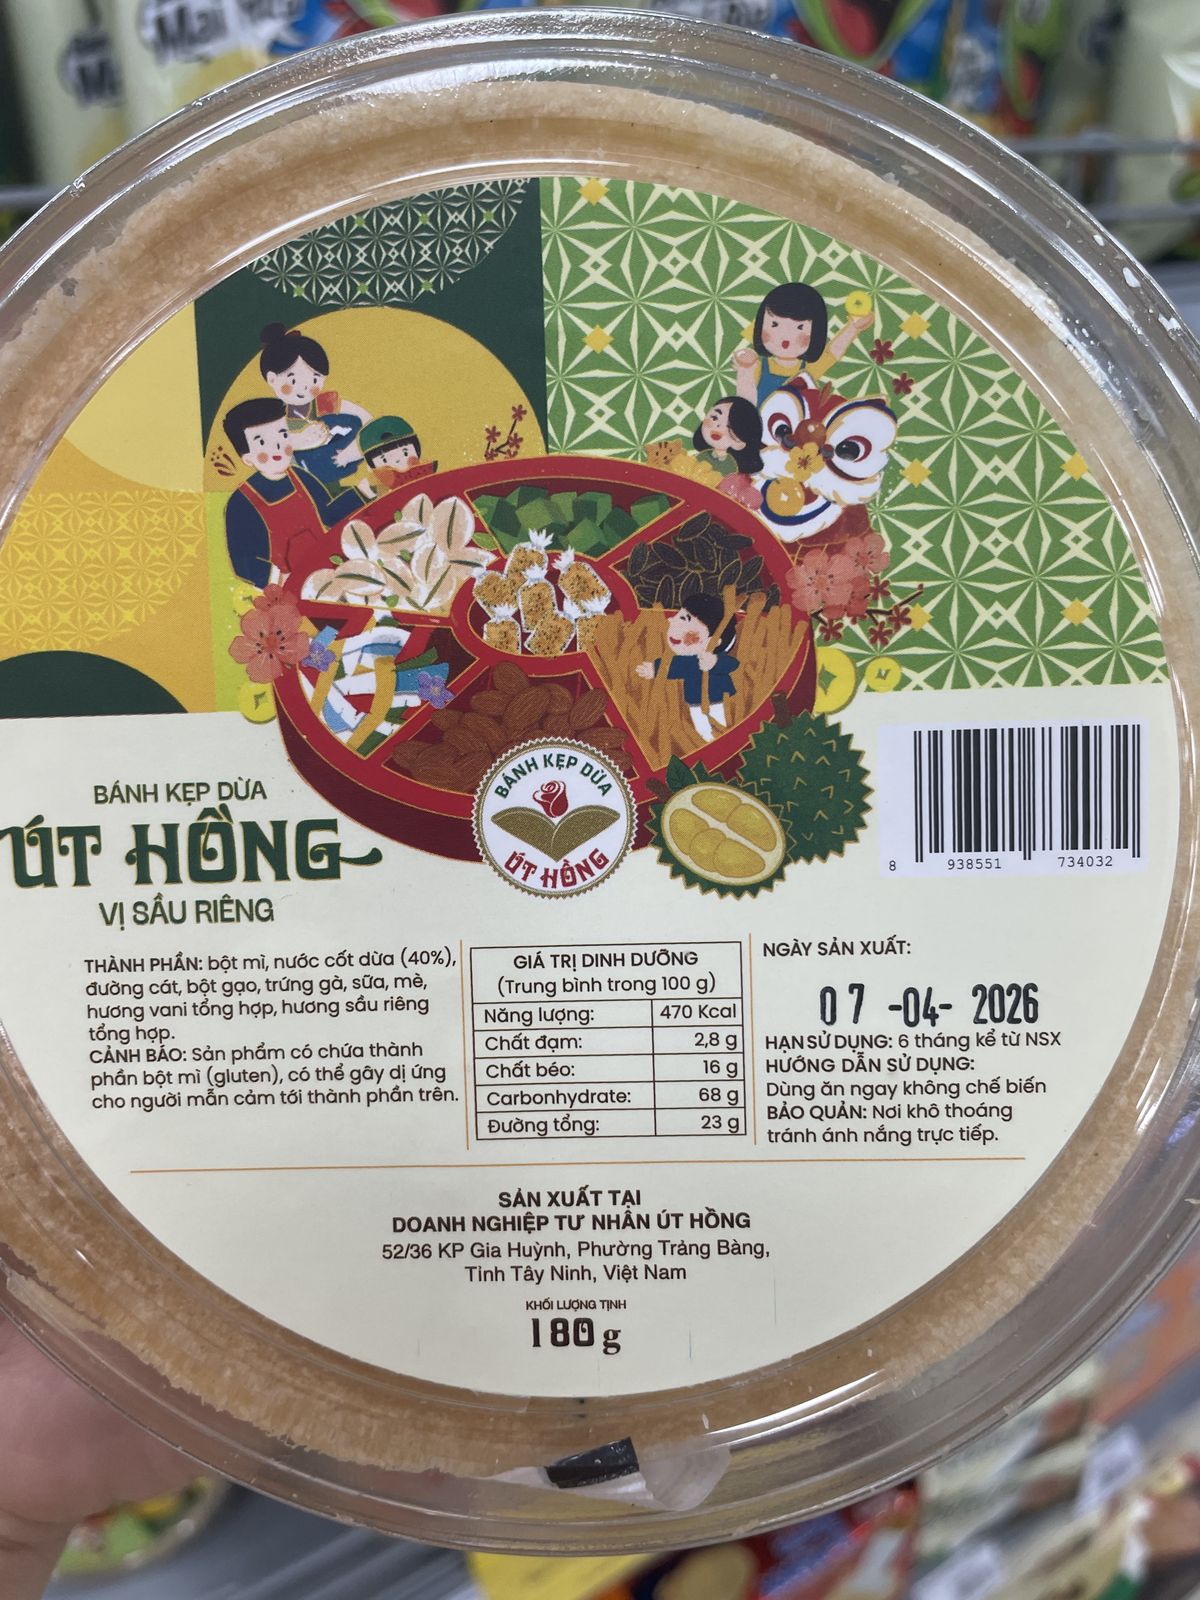 Mai
BÁNH KẸP DỪA
ÚT HỒNG
VỊ SẦU RIÊNG
BÁNH KẸP DỪA
ÚT HỒNG
8 938551 734032
THÀNH PHẦN: bột mì, nước cốt dừa (40%),
đường cát, bột gạo, trứng gà, sữa, mè,
hương vani tổng hợp, hương sầu riêng
tổng hợp.
CẢNH BÁO: Sản phẩm có chứa thành
phần bột mì (gluten), có thể gây dị ứng
cho người mẫn cảm tới thành phần trên.
GIÁ TRỊ DINH DƯỠNG
(Trung bình trong 100 g)
Năng lượng: 470 Kcal
Chất đạm: 2,8 g
Chất béo: 16 g
Carbonhydrate: 68 g
Đường tổng: 23 g
NGÀY SẢN XUẤT:
07 -04- 2026
HẠN SỬ DỤNG: 6 tháng kể từ NSX
HƯỚNG DẪN SỬ DỤNG:
Dùng ăn ngay không chế biến
BẢO QUẢN: Nơi khô thoáng
tránh ánh nắng trực tiếp.
SẢN XUẤT TẠI
DOANH NGHIỆP TƯ NHÂN ÚT HỒNG
52/36 KP Gia Huỳnh, Phường Trảng Bàng,
Tỉnh Tây Ninh, Việt Nam
KHỐI LƯỢNG TỊNH
180 g